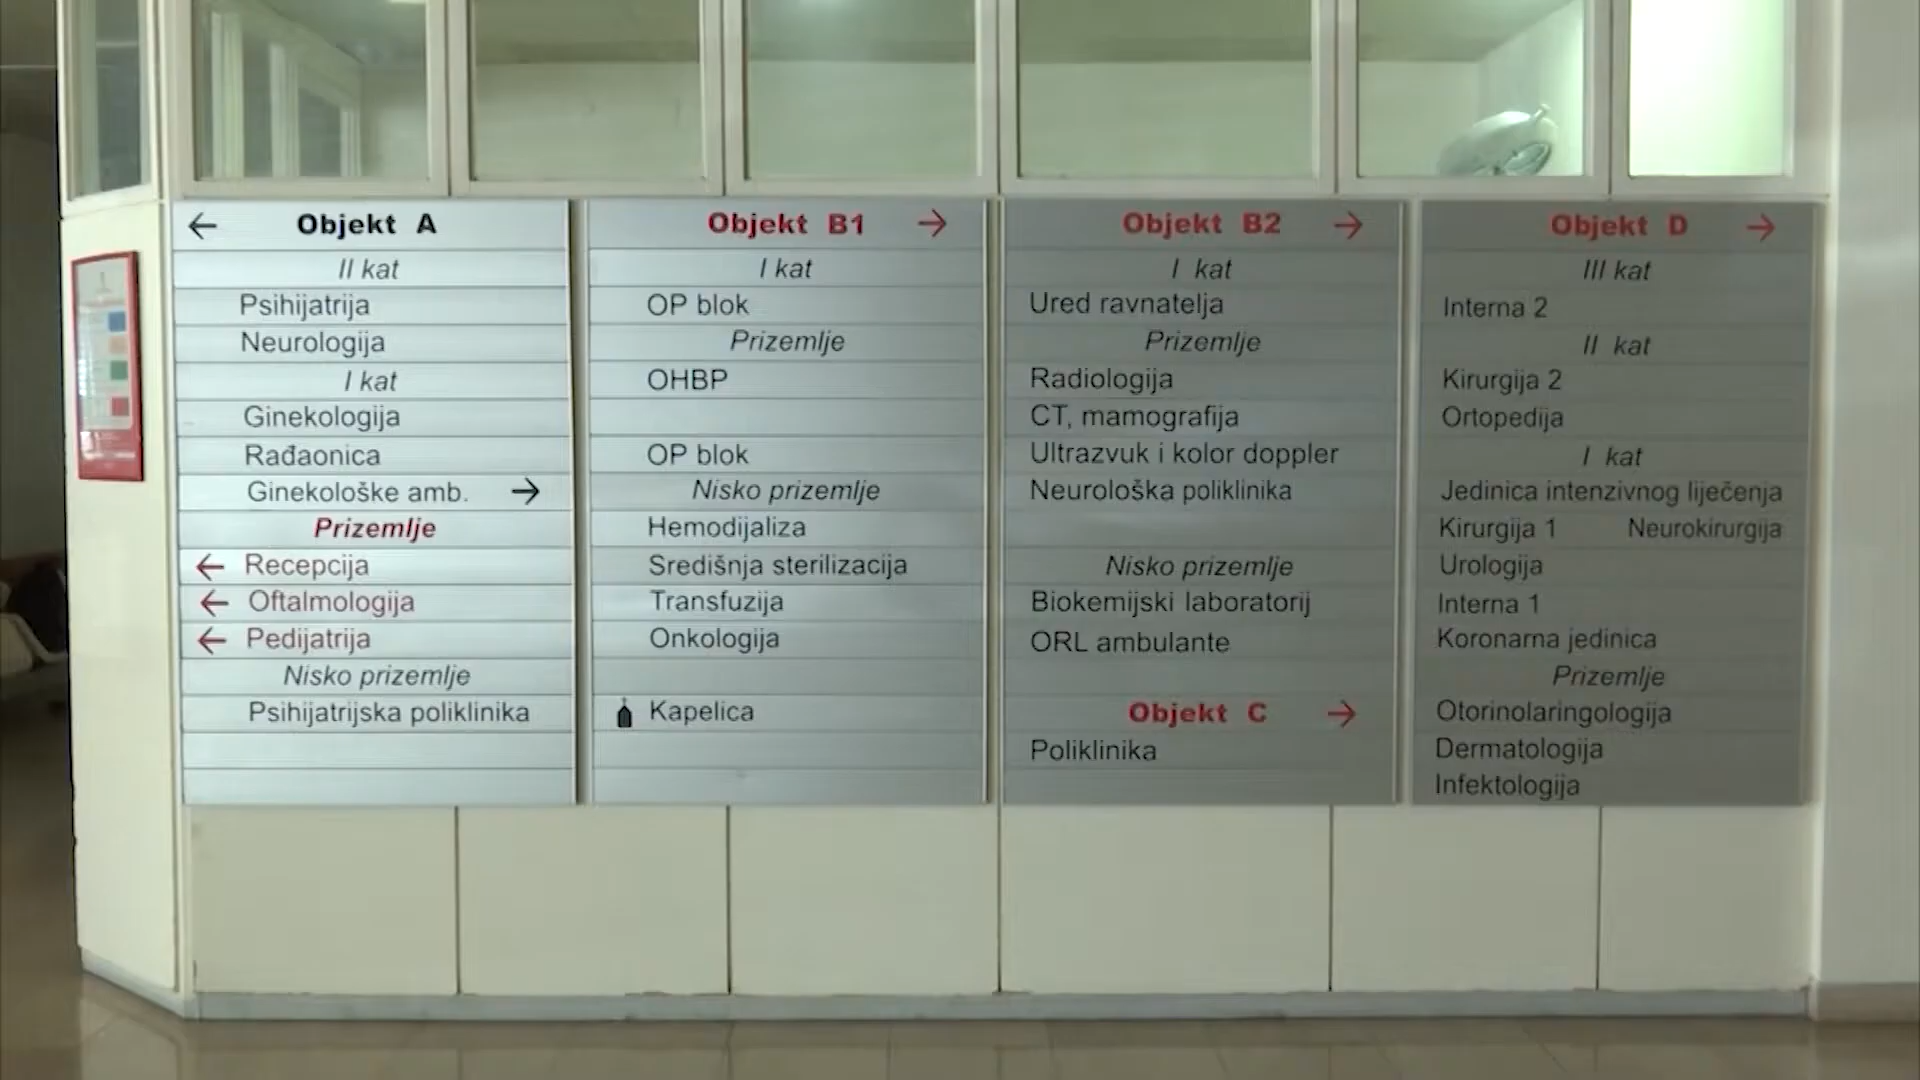 Objekt A
II kat
Psihijatrija
Neurologija
I kat
Ginekologija
Rađaonica
Ginekološke amb.
Prizemlje
Recepcija
Oftalmologija
Pedijatrija
Nisko prizemlje
Psihijatrijska poliklinika
Objekt B1
I kat
OP blok
Prizemlje
OHBP
OP blok
Nisko prizemlje
Hemodijaliza
Središnja sterilizacija
Transfuzija
Onkologija
Kapelica
Objekt B2
I kat
Ured ravnatelja
Prizemlje
Radiologija
CT, mamografija
Ultrazvuk i kolor doppler
Neurološka poliklinika
Nisko prizemlje
Biokemijski laboratorij
ORL ambulante
Objekt C
Poliklinika
Objekt D
III kat
Interna 2
II kat
Kirurgija 2
Ortopedija
I kat
Jedinica intenzivnog liječenja
Kirurgija 1 Neurokirurgija
Urologija
Interna 1
Koronarna jedinica
Prizemlje
Otorinolaringologija
Dermatologija
Infektologija